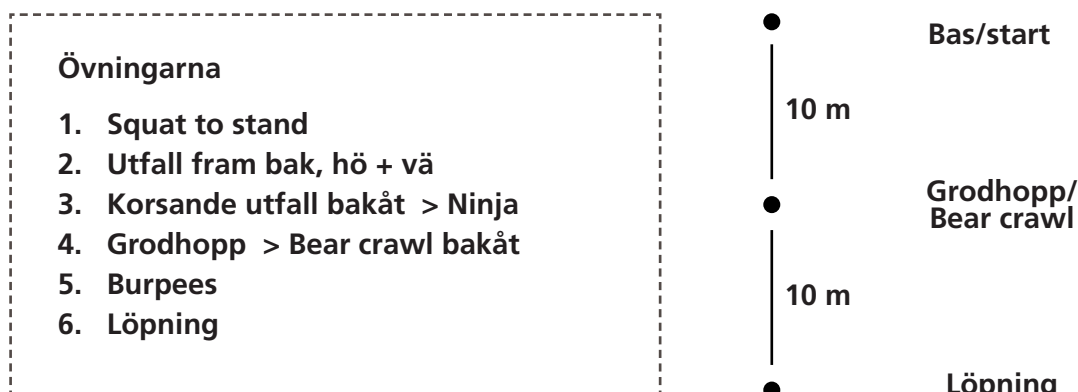 Övningarna
1. Squat to stand
2. Utfall fram bak, hö + vä
3. Korsande utfall bakåt > Ninja
4. Grodhopp > Bear crawl bakåt
5. Burpees
6. Löpning
Bas/start
10 m
Grodhopp/
Bear crawl
10 m
Löpning